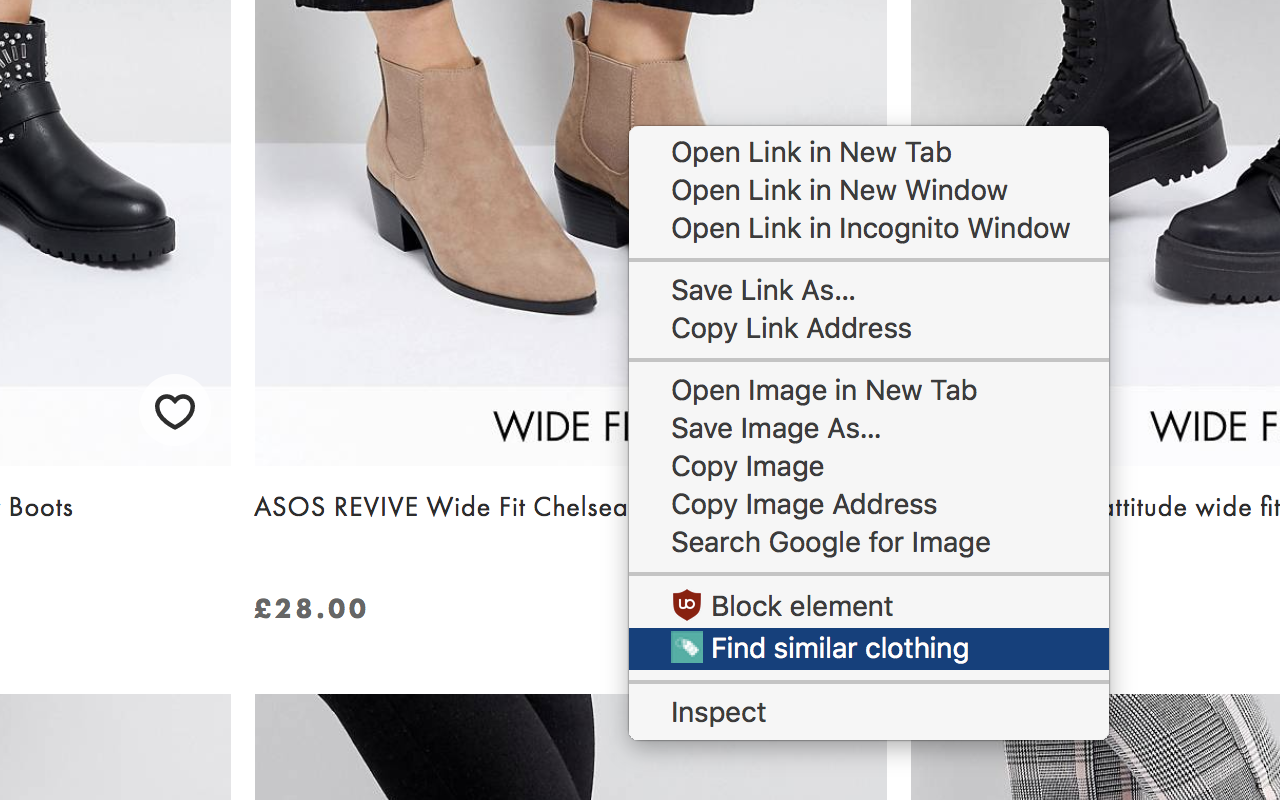 Open Link in New Tab
Open Link in New Window
Open Link in Incognito Window
Save Link As...
Copy Link Address
Open Image in New Tab
Save Image As...
Copy Image
Copy Image Address
Search Google for Image
Block element
Find similar clothing
Inspect
WIDE
WIDE F
Boots
ASOS REVIVE Wide Fit Chelsea
attitude wide fit
£28.00